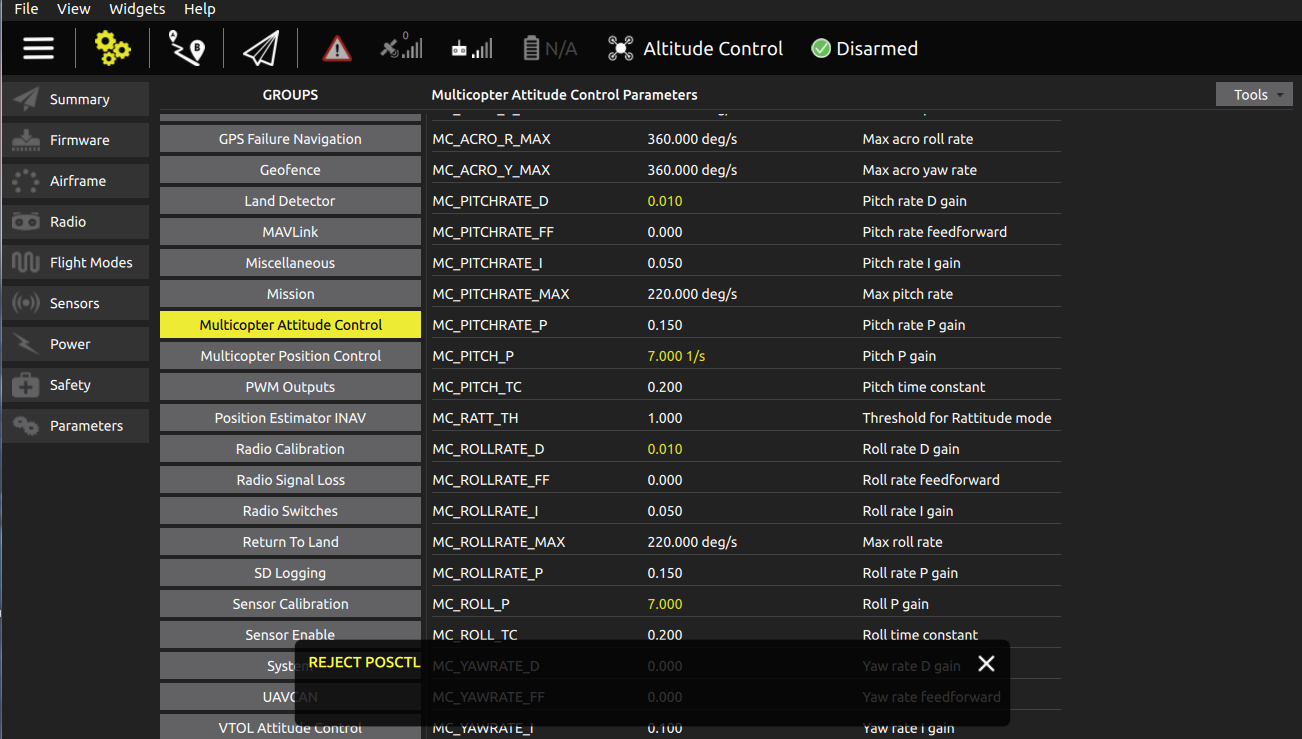 File View Widgets Help
0
N/A Altitude Control Disarmed
Summary
Firmware
Airframe
Radio
Flight Modes
Sensors
Power
Safety
Parameters
GROUPS
GPS Failure Navigation
Geofence
Land Detector
MAVLink
Miscellaneous
Mission
Multicopter Attitude Control
Multicopter Position Control
PWM Outputs
Position Estimator INAV
Radio Calibration
Radio Signal Loss
Radio Switches
Return To Land
SD Logging
Sensor Calibration
Sensor Enable
System
UAVCAN
VTOL Attitude Control
Multicopter Attitude Control Parameters
Tools
MC_ACRO_R_MAX 360.000 deg/s Max acro roll rate
MC_ACRO_Y_MAX 360.000 deg/s Max acro yaw rate
MC_PITCHRATE_D 0.010 Pitch rate D gain
MC_PITCHRATE_FF 0.000 Pitch rate feedforward
MC_PITCHRATE_I 0.050 Pitch rate I gain
MC_PITCHRATE_MAX 220.000 deg/s Max pitch rate
MC_PITCHRATE_P 0.150 Pitch rate P gain
MC_PITCH_P 7.000 1/s Pitch P gain
MC_PITCH_TC 0.200 Pitch time constant
MC_RATT_TH 1.000 Threshold for Rattitude mode
MC_ROLLRATE_D 0.010 Roll rate D gain
MC_ROLLRATE_FF 0.000 Roll rate feedforward
MC_ROLLRATE_I 0.050 Roll rate I gain
MC_ROLLRATE_MAX 220.000 deg/s Max roll rate
MC_ROLLRATE_P 0.150 Roll rate P gain
MC_ROLL_P 7.000 Roll P gain
MC_ROLL_TC 0.200 Roll time constant
MC_YAWRATE_D 0.000 Yaw rate D gain
MC_YAWRATE_FF 0.000 Yaw rate feedforward
MC_YAWRATE_I 0.100 Yaw rate I gain
REJECT POSCTL